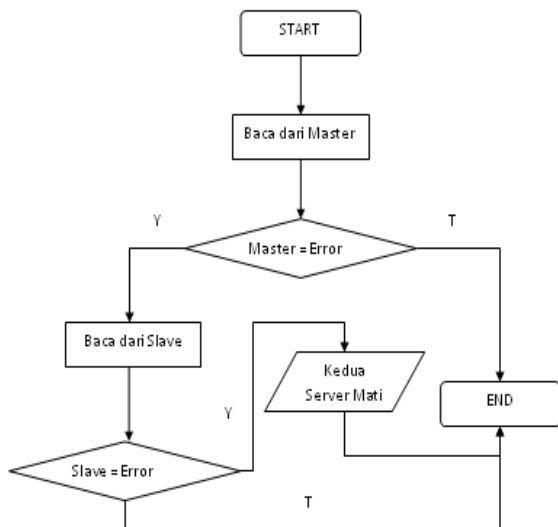 START
Baca dari Master
Y
T
Master = Error
Baca dari Slave
Kedua
Server Mati
END
Y
Slave = Error
T